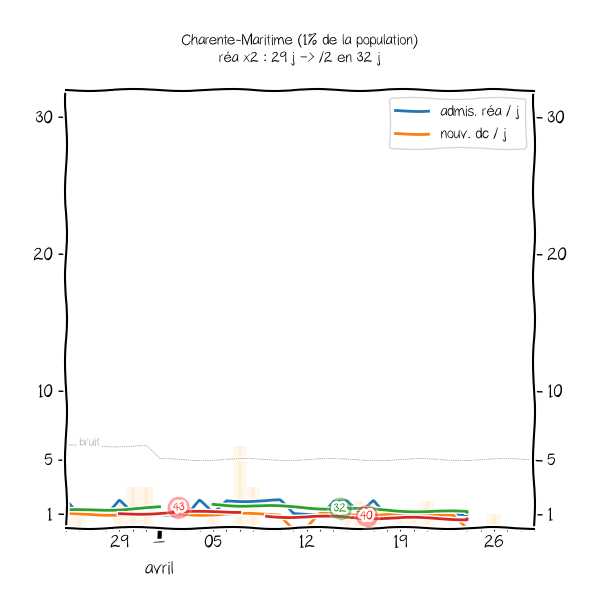 Charente-Maritime (1% de la population)
réa x2 : 29 j -> /2 en 32 j
admis. réa / j
nouv. dc / j
30 30
20 20
10 10
bruit
5 5
43 32 40
1 1
29 1 05 12 19 26
avril